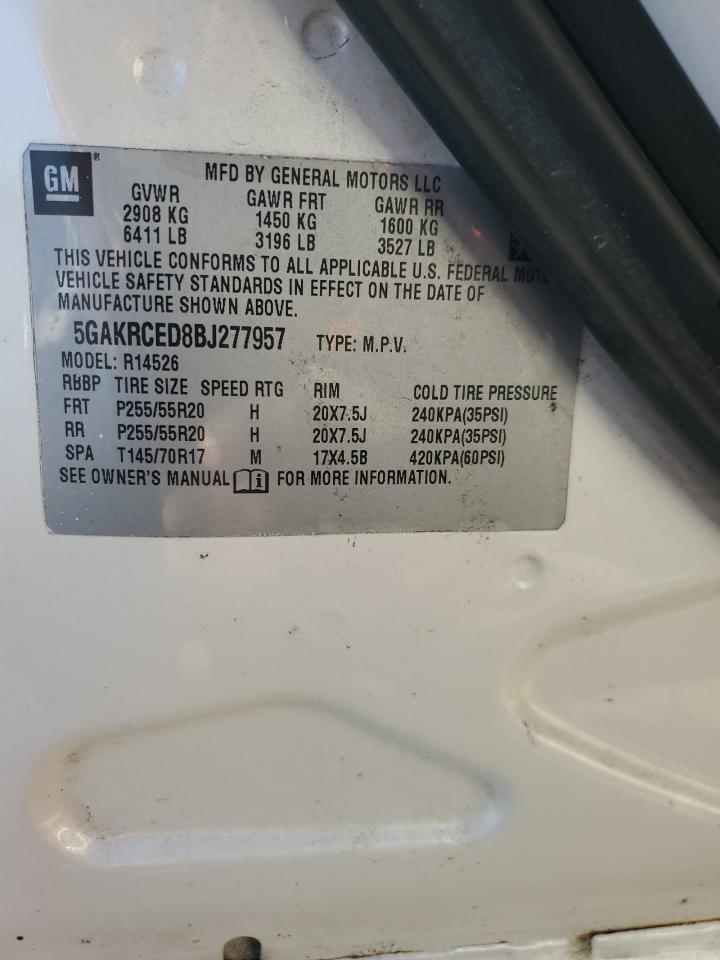 GM®
MFD BY GENERAL MOTORS LLC
GVWR GAWR FRT GAWR RR
2908 KG 1450 KG 1600 KG
6411 LB 3196 LB 3527 LB
THIS VEHICLE CONFORMS TO ALL APPLICABLE U.S. FEDERAL
VEHICLE SAFETY STANDARDS IN EFFECT ON THE DATE OF
MANUFACTURE SHOWN ABOVE.
5GAKRCED8BJ277957 TYPE: M.P.V.
MODEL: R14526
RBBP TIRE SIZE SPEED RTG RIM COLD TIRE PRESSURE
FRT P255/55R20 H 20X7.5J 240KPA(35PSI)
RR P255/55R20 H 20X7.5J 240KPA(35PSI)
SPA T145/70R17 M 17X4.5B 420KPA(60PSI)
SEE OWNER'S MANUAL FOR MORE INFORMATION.